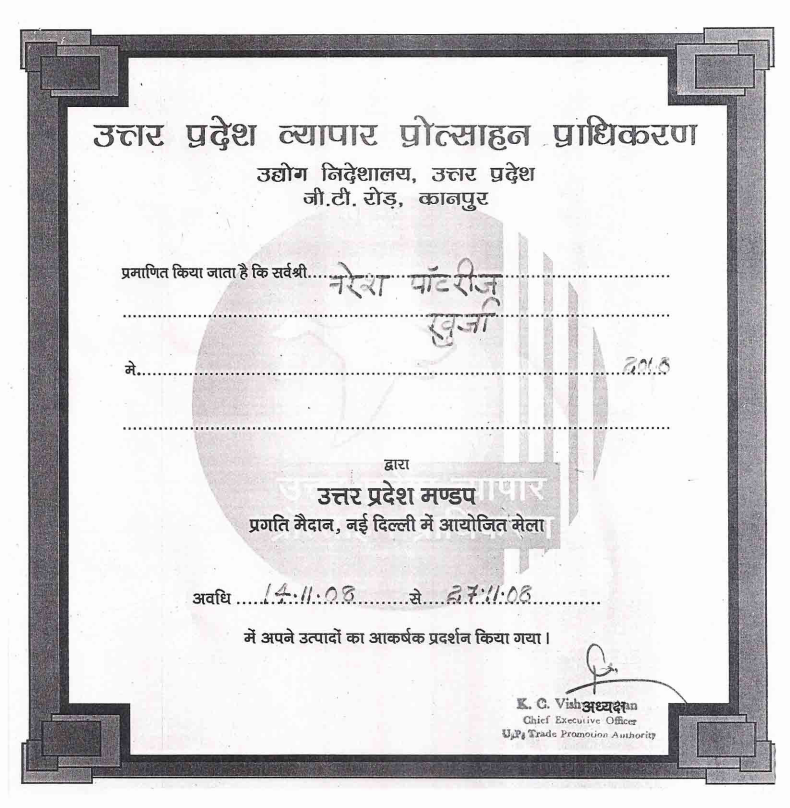 उत्तर प्रदेश व्यापार प्रोत्साहन प्राधिकरण
उद्योग निदेशालय, उत्तर प्रदेश
जी.टी. रोड़, कानपुर
प्रमाणित किया जाता है कि सर्वश्री....नरेश पॉटरीज
खुर्जा
मे............2008
द्वारा
उत्तर प्रदेश मण्डप
प्रगति मैदान, नई दिल्ली में आयोजित मेला
अवधि ....14.11.08........से....27.11.08............
में अपने उत्पादों का आकर्षक प्रदर्शन किया गया।
K. C.
अध्यक्ष
Chief Executive Officer
U.P. Trade Promotion Authority